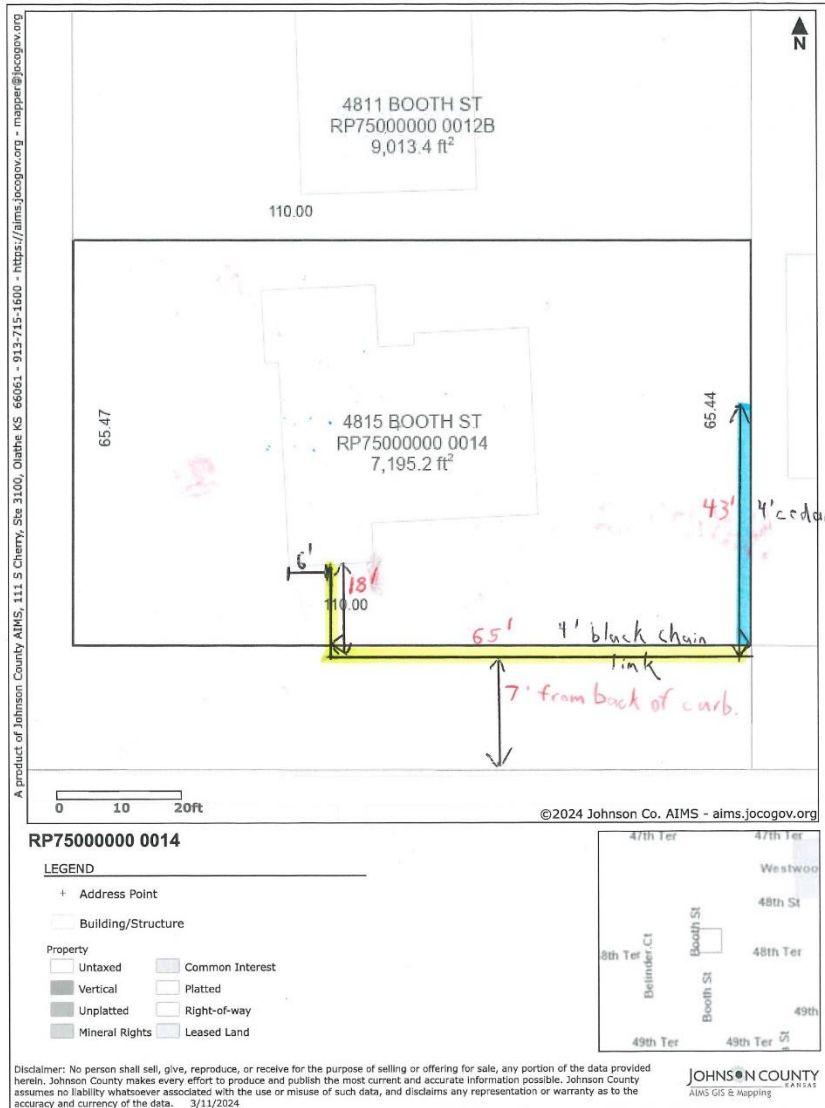 A product of Johnson County AIMS, 111 S Cherry, Ste 3100, Olathe KS 66061 - 913-715-1600 - https://aims.jocogov.org - mapper@jocogov.org
N
4811 BOOTH ST
RP75000000 0012B
9,013.4 ft²
110.00
65.47
65.44
4815 BOOTH ST
RP75000000 0014
7,195.2 ft²
43'
4' cedar
6'
18'
110.00
65'
4' black chain
link
7' from back of curb.
0 10 20ft
©2024 Johnson Co. AIMS - aims.jocogov.org
RP75000000 0014
LEGEND
+ Address Point
Building/Structure
Property
Untaxed
Common Interest
Vertical
Platted
Unplatted
Right-of-way
Mineral Rights
Leased Land
47th Ter
47th Ter
Westwoo
48th St
Booth St
8th Ter
Belinder Ct
48th Ter
Booth St
49th
49th Ter
49th Ter
St
Disclaimer: No person shall sell, give, reproduce, or receive for the purpose of selling or offering for sale, any portion of the data provided
herein. Johnson County makes every effort to produce and publish the most current and accurate information possible. Johnson County
assumes no liability whatsoever associated with the use or misuse of such data, and disclaims any representation or warranty as to the
accuracy and currency of the data. 3/11/2024
JOHNSON COUNTY
KANSAS
AIMS GIS & Mapping